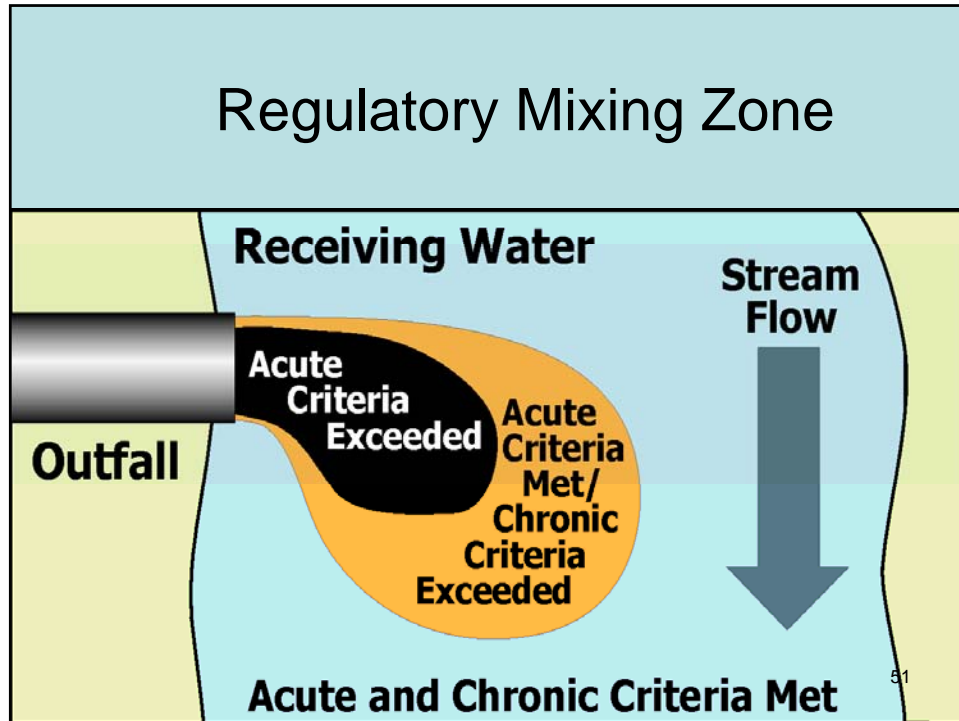 Regulatory Mixing Zone
Receiving Water
Stream
Flow
Acute
Criteria
Exceeded
Outfall
Acute
Criteria
Met/
Chronic
Criteria
Exceeded
Acute and Chronic Criteria Met
51